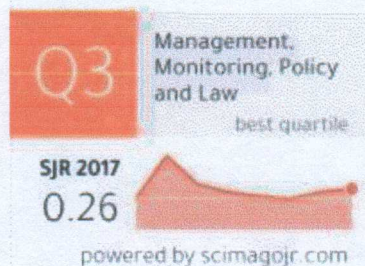 Q3
Management,
Monitoring, Policy
and Law
best quartile
SJR 2017
0.26
powered by scimagojr.com